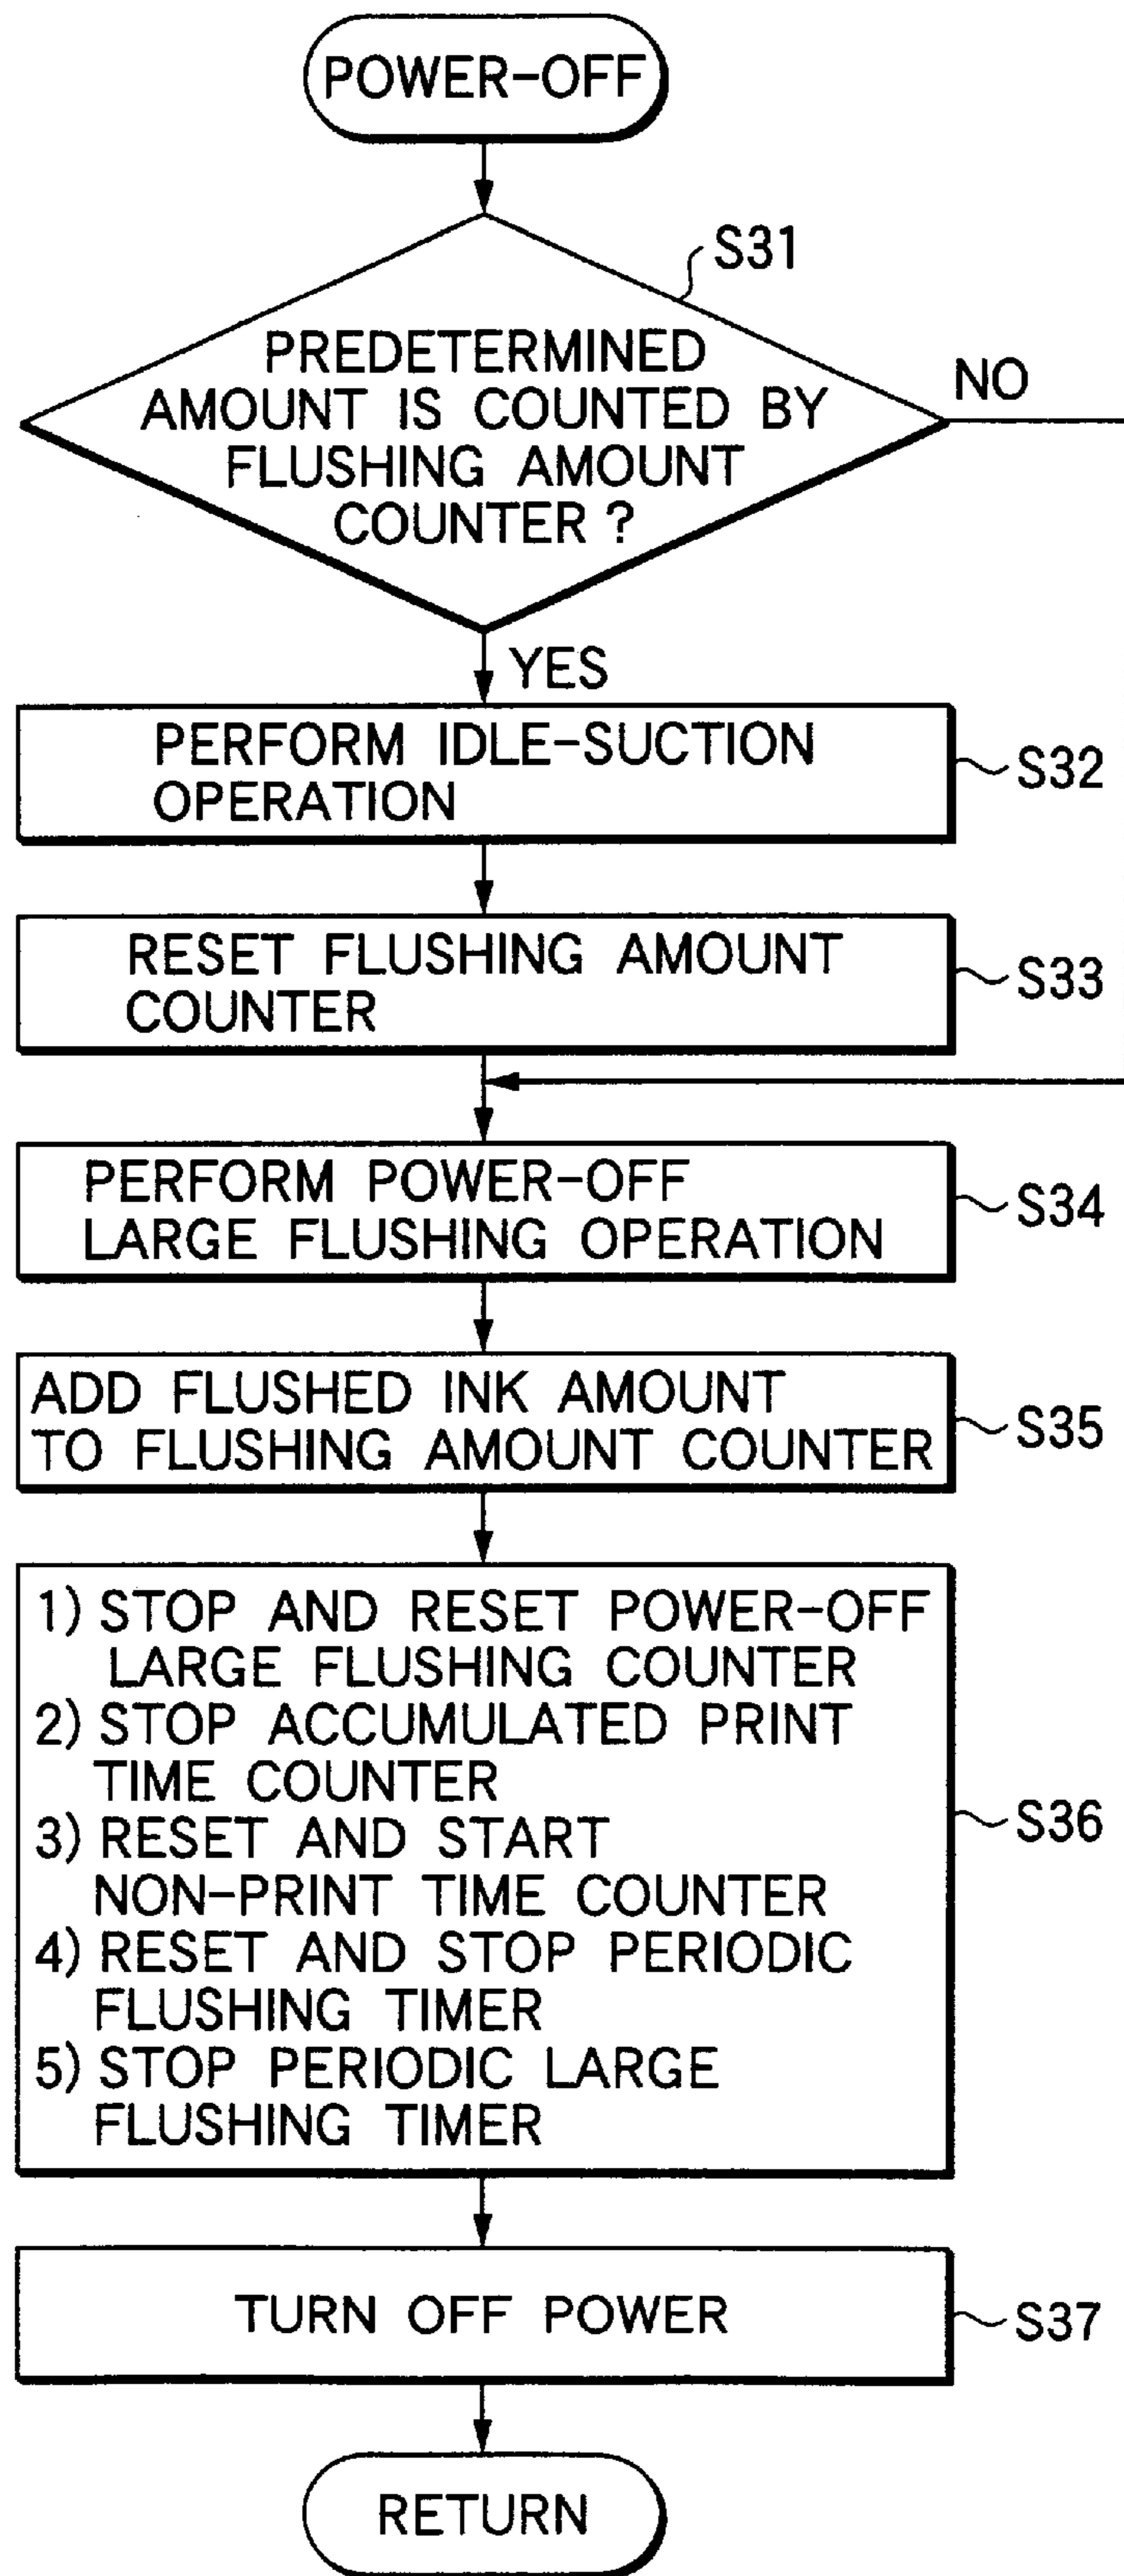 POWER-OFF
S31
PREDETERMINED
AMOUNT IS COUNTED BY
FLUSHING AMOUNT
COUNTER ?
NO
YES
PERFORM IDLE-SUCTION
OPERATION
S32
RESET FLUSHING AMOUNT
COUNTER
S33
PERFORM POWER-OFF
LARGE FLUSHING OPERATION
S34
ADD FLUSHED INK AMOUNT
TO FLUSHING AMOUNT COUNTER
S35
1) STOP AND RESET POWER-OFF
LARGE FLUSHING COUNTER
2) STOP ACCUMULATED PRINT
TIME COUNTER
3) RESET AND START
NON-PRINT TIME COUNTER
4) RESET AND STOP PERIODIC
FLUSHING TIMER
5) STOP PERIODIC LARGE
FLUSHING TIMER
S36
TURN OFF POWER
S37
RETURN